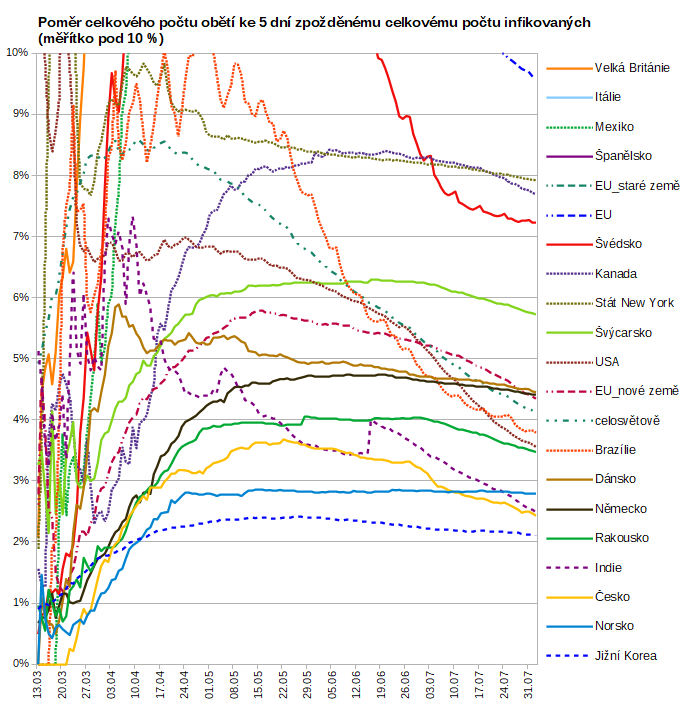 Poměr celkového počtu obětí ke 5 dní zpožděnému celkovému počtu infikovaných
(měřítko pod 10 %)
10%
9%
8%
7%
6%
5%
4%
3%
2%
1%
0%
13.03
20.03
27.03
03.04
10.04
17.04
24.04
01.05
08.05
15.05
22.05
29.05
05.06
12.06
19.06
26.06
03.07
10.07
17.07
24.07
31.07
Velká Británie
Itálie
Mexiko
Španělsko
EU_staré země
EU
Švédsko
Kanada
Stát New York
Švýcarsko
USA
EU_nové země
celosvětově
Brazílie
Dánsko
Německo
Rakousko
Indie
Česko
Norsko
Jižní Korea